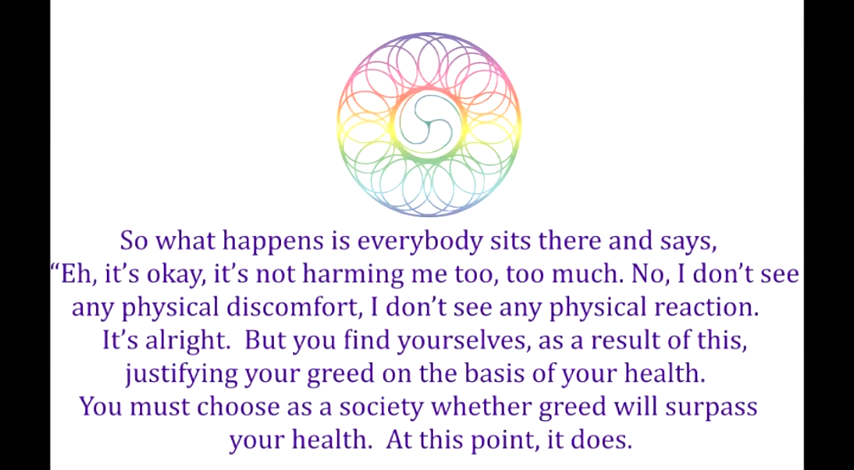 So what happens is everybody sits there and says,
“Eh, it’s okay, it’s not harming me too, too much. No, I don’t see
any physical discomfort, I don’t see any physical reaction.
It’s alright.  But you find yourselves, as a result of this,
justifying your greed on the basis of your health.
You must choose as a society whether greed will surpass
your health.  At this point, it does.